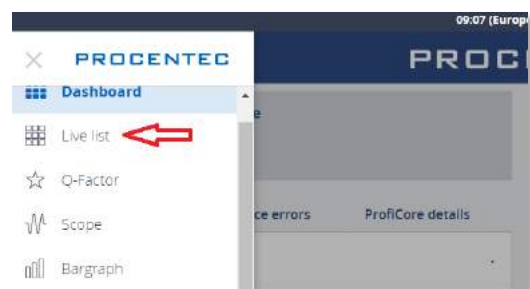 09:07 (Europ
PROCENTEC
PROC
Dashboard
e
Live list
Q-Factor
ce errors
ProfiCore details
Scope
Bargraph